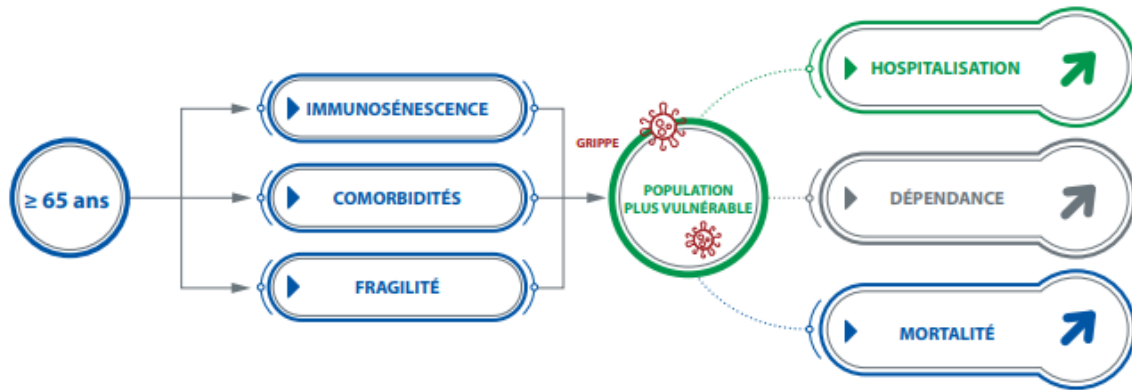 ≥ 65 ans
IMMUNOSÉNESCENCE
COMORBIDITÉS
FRAGILITÉ
GRIPPE
POPULATION
PLUS VULNÉRABLE
HOSPITALISATION
DÉPENDANCE
MORTALITÉ